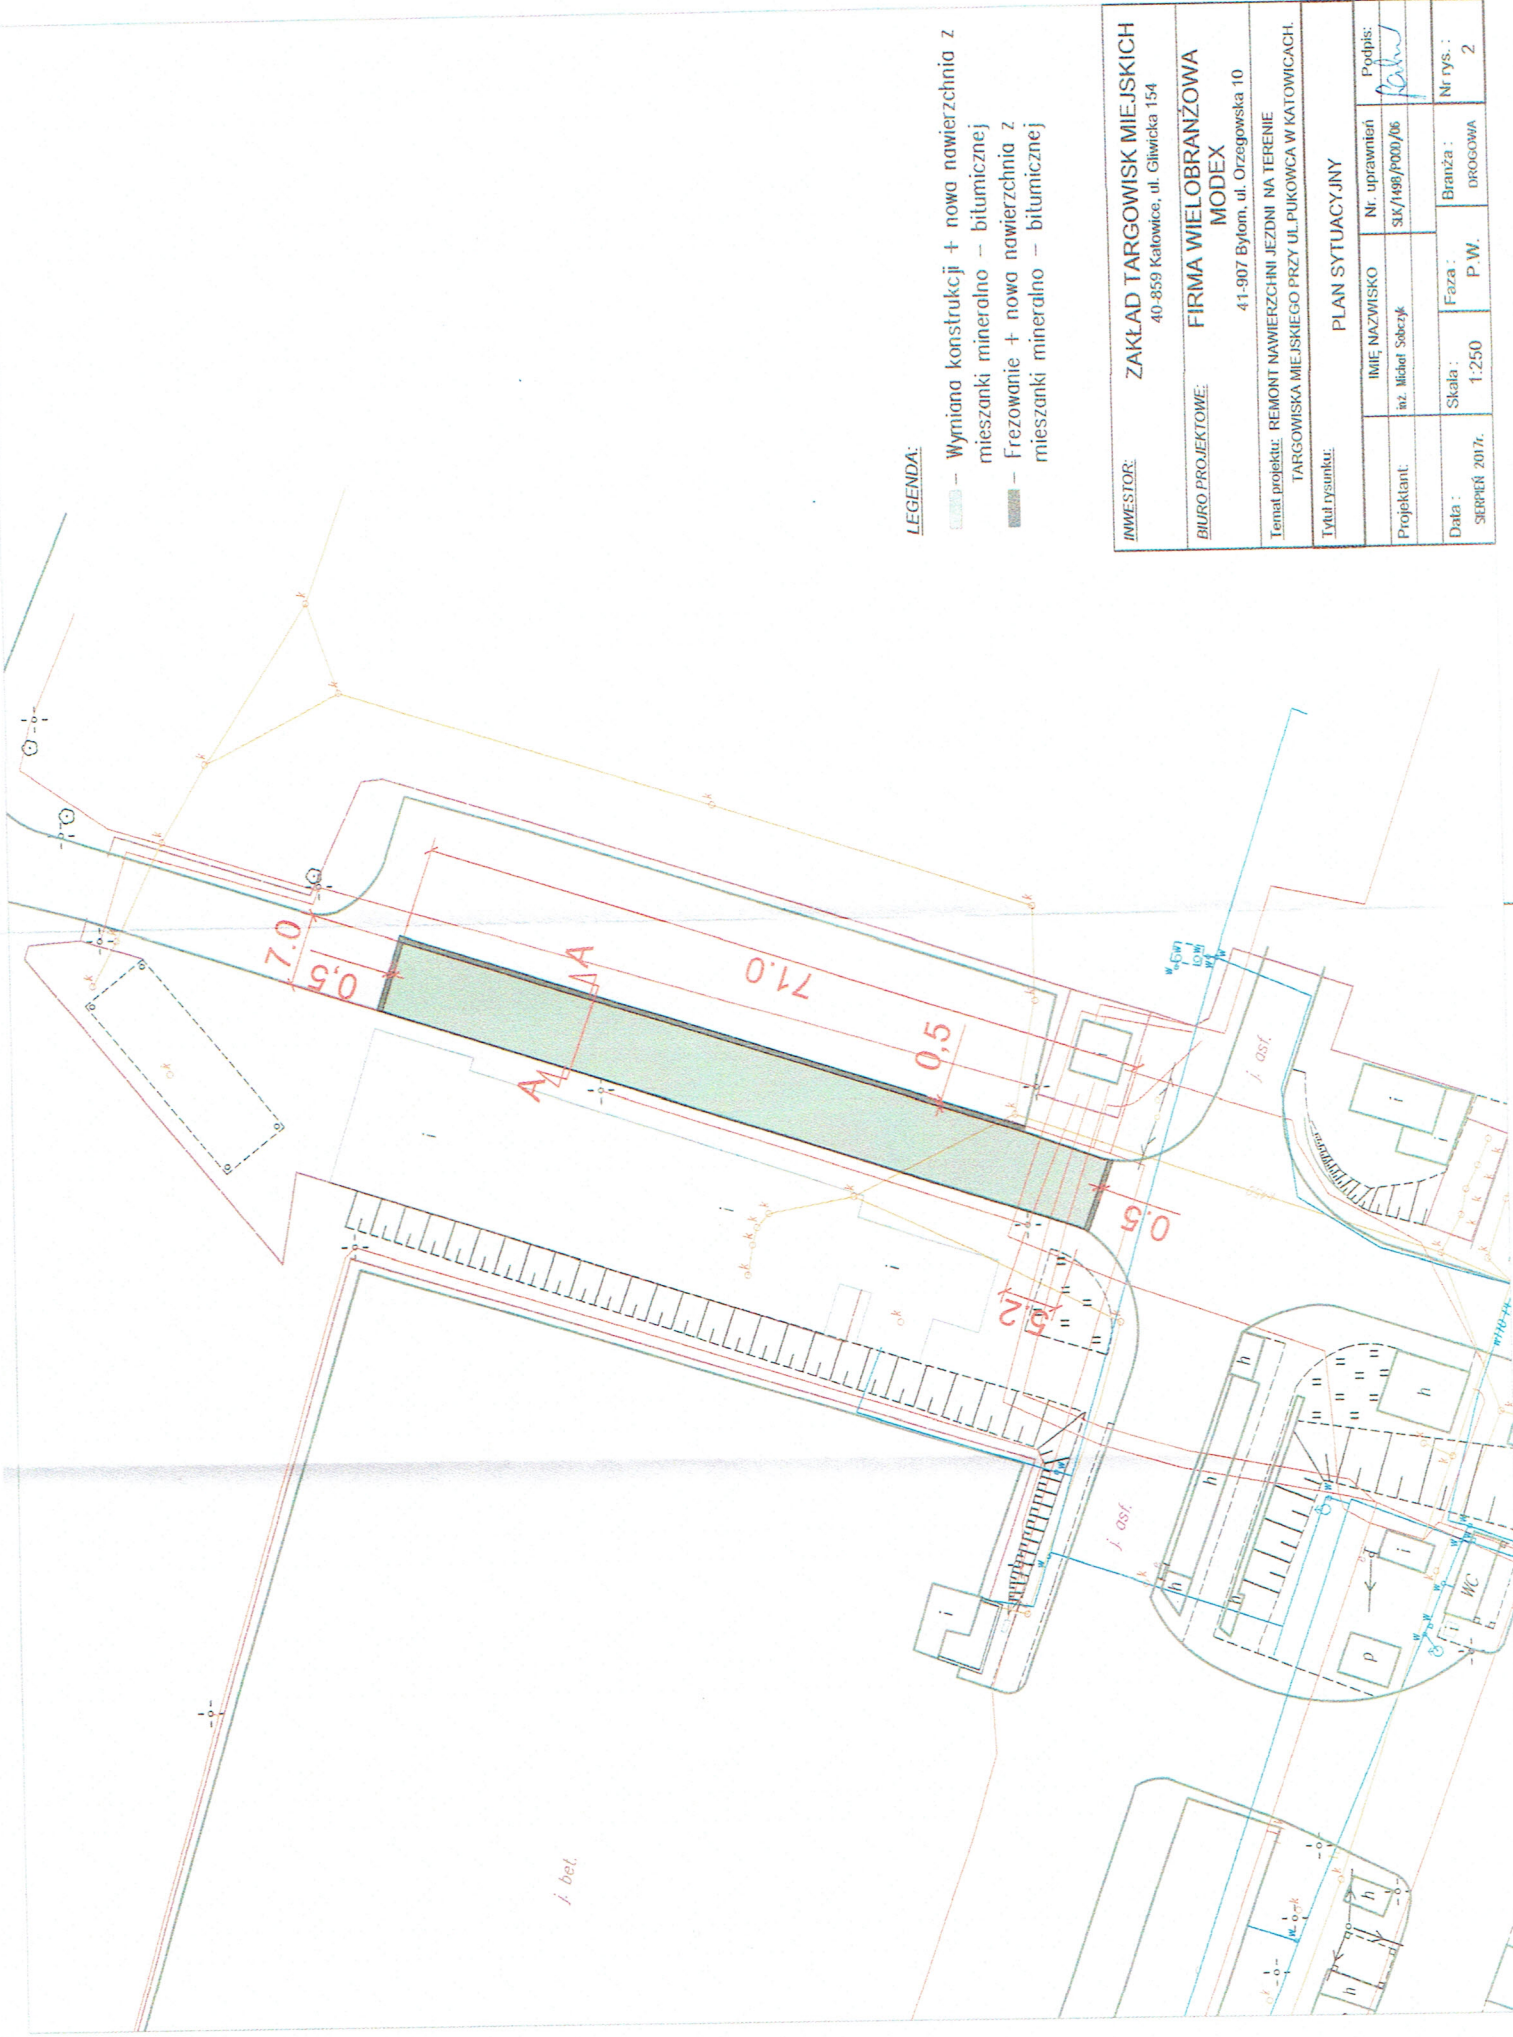 LEGENDA:
– Wymiana konstrukcji + nowa nawierzchnia z
mieszanki mineralno – bitumicznej
– Frezowanie + nowa nawierzchnia z
mieszanki mineralno – bitumicznej
INWESTOR: ZAKŁAD TARGOWISK MIEJSKICH
40-859 Katowice, ul. Gliwicka 154
BIURO PROJEKTOWE: FIRMA WIELOBRANŻOWA
MODEX
41-907 Bytom, ul. Orzegowska 10
Temat projektu: REMONT NAWIERZCHNI JEZDNI NA TERENIE
TARGOWISKA MIEJSKIEGO PRZY UL.PUKOWCA W KATOWICACH.
Tytuł rysunku: PLAN SYTUACYJNY
IMIĘ NAZWISKO Nr. uprawnień Podpis:
Projektant: inż. Michał Sobczyk SLK/1498/POOD/06
Data : Skala : Faza : Branża : Nr rys. :
SIERPIEŃ 2017r. 1:250 P.W. DROGOWA 2
7.0
0,5
A
A
71.0
0,5
0.5
5.2
j. asf.
j. asf.
j. bet.
i
i
i
i
i
i
i
i
i
h
h
h
h
h
h
h
p
WC
k
k
k
k
k
k
k
k
w
w
w